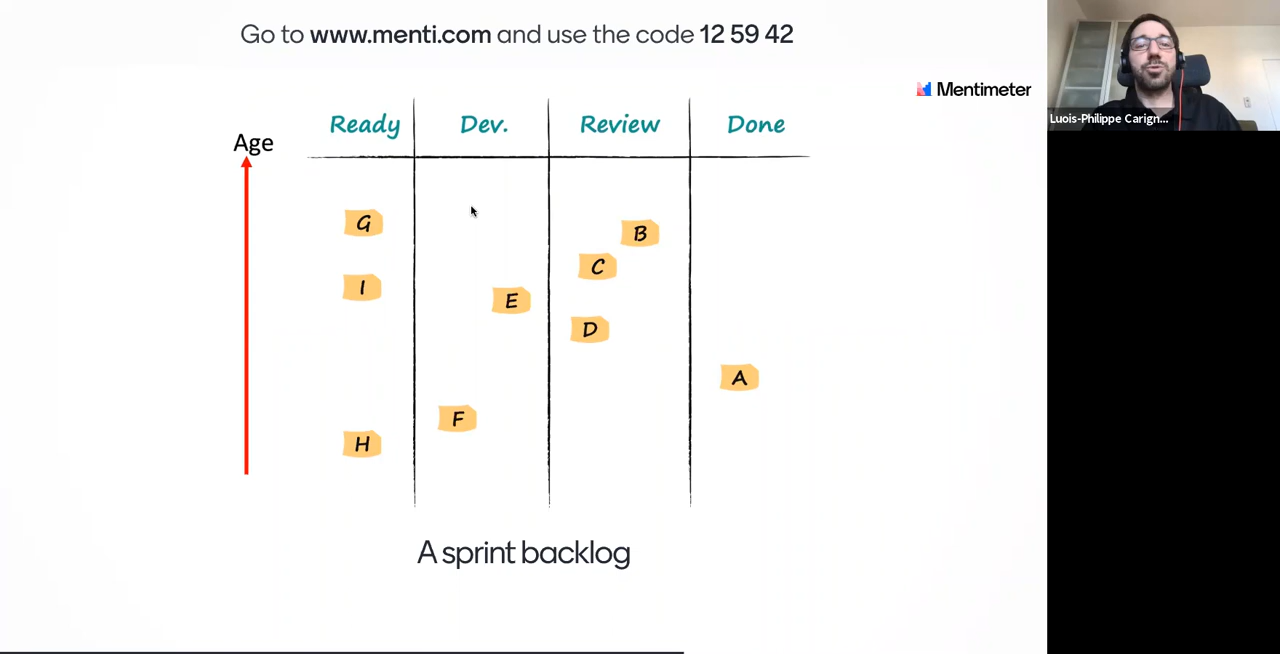 Go to www.menti.com and use the code 12 59 42
Mentimeter
Luois-Philippe Carign...
Ready Dev. Review Done
Age
G
B
C
I
E
D
A
F
H
A sprint backlog